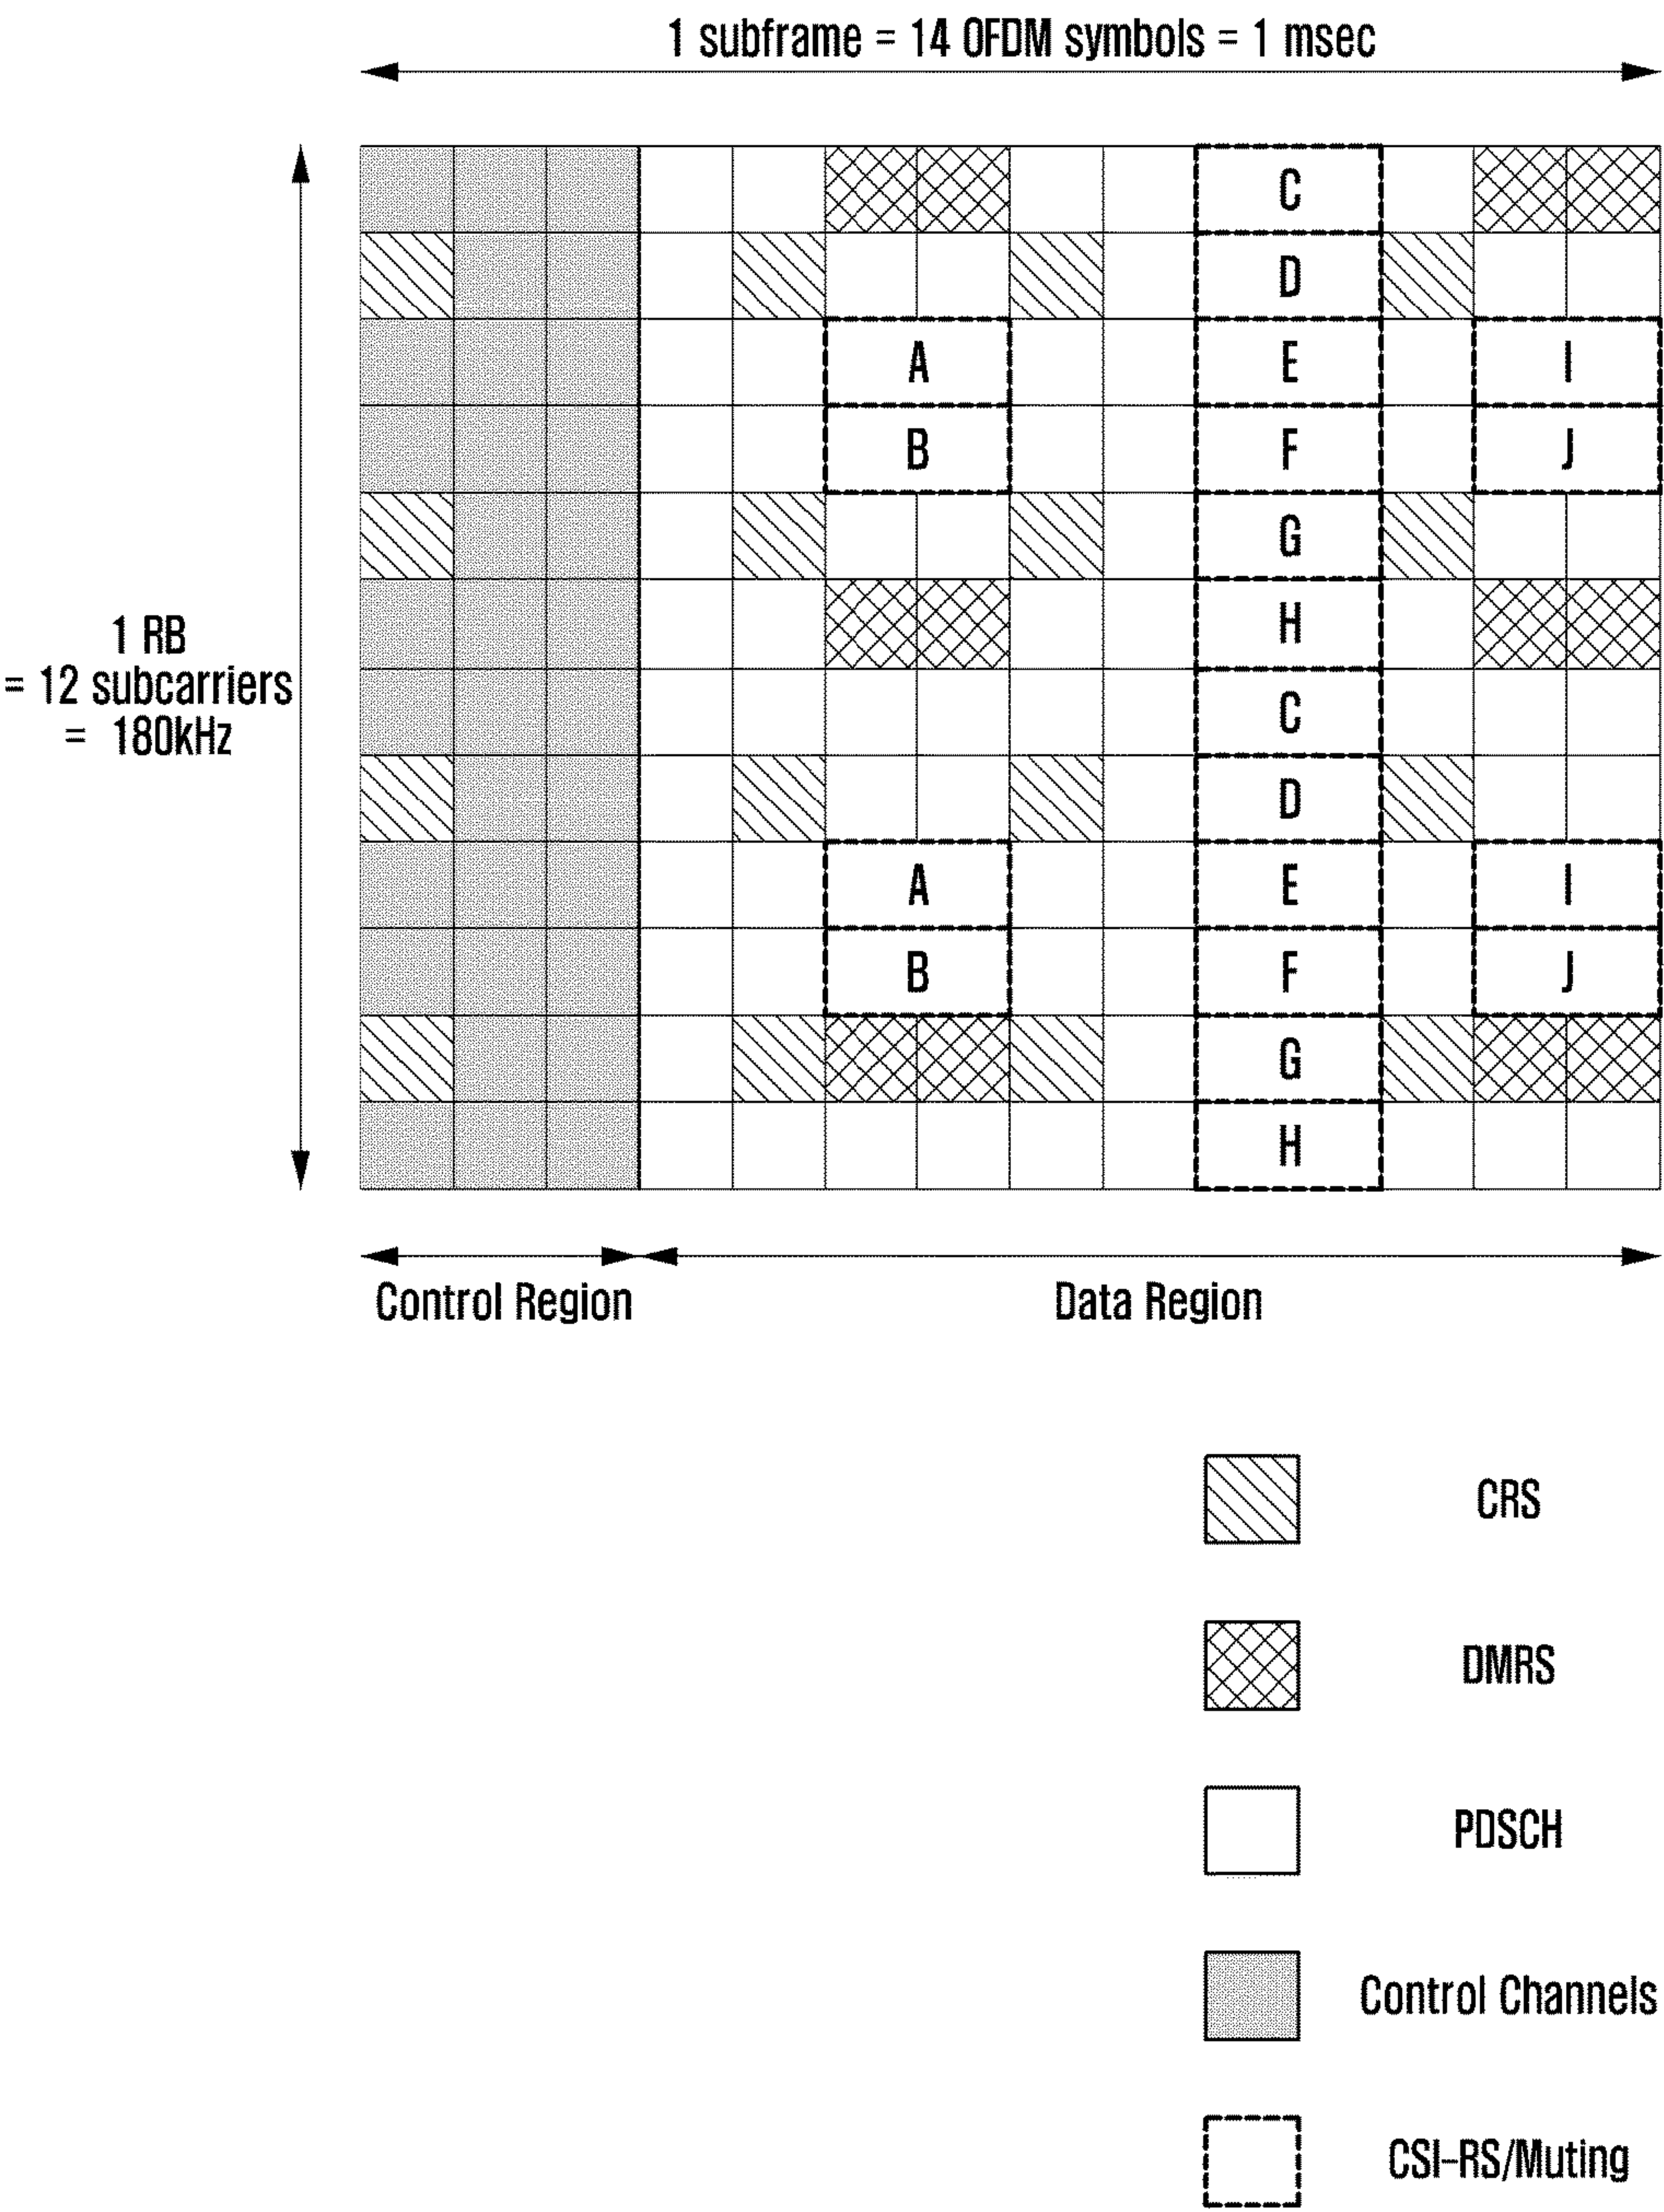 1 subframe = 14 OFDM symbols = 1 msec
C
D
A E I
B F J
G
H
1 RB
= 12 subcarriers
= 180kHz
C
D
A E I
B F J
G
H
Control Region Data Region
CRS
DMRS
PDSCH
Control Channels
CSI-RS/Muting